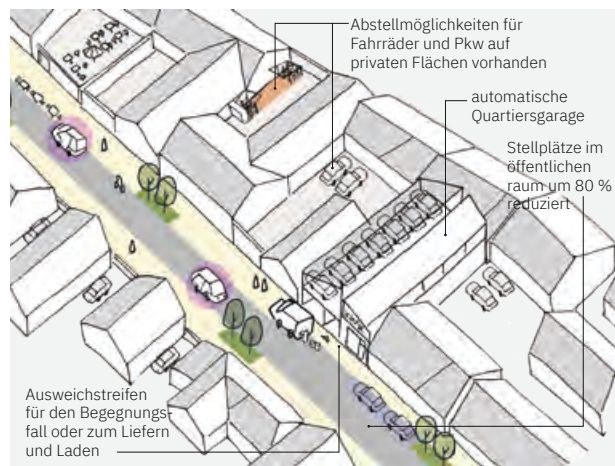 Abstellmöglichkeiten für
Fahrräder und Pkw auf
privaten Flächen vorhanden
automatische
Quartiersgarage
Stellplätze im
öffentlichen
raum um 80 %
reduziert
Ausweichstreifen
für den Begegnungs-
fall oder zum Liefern
und Laden